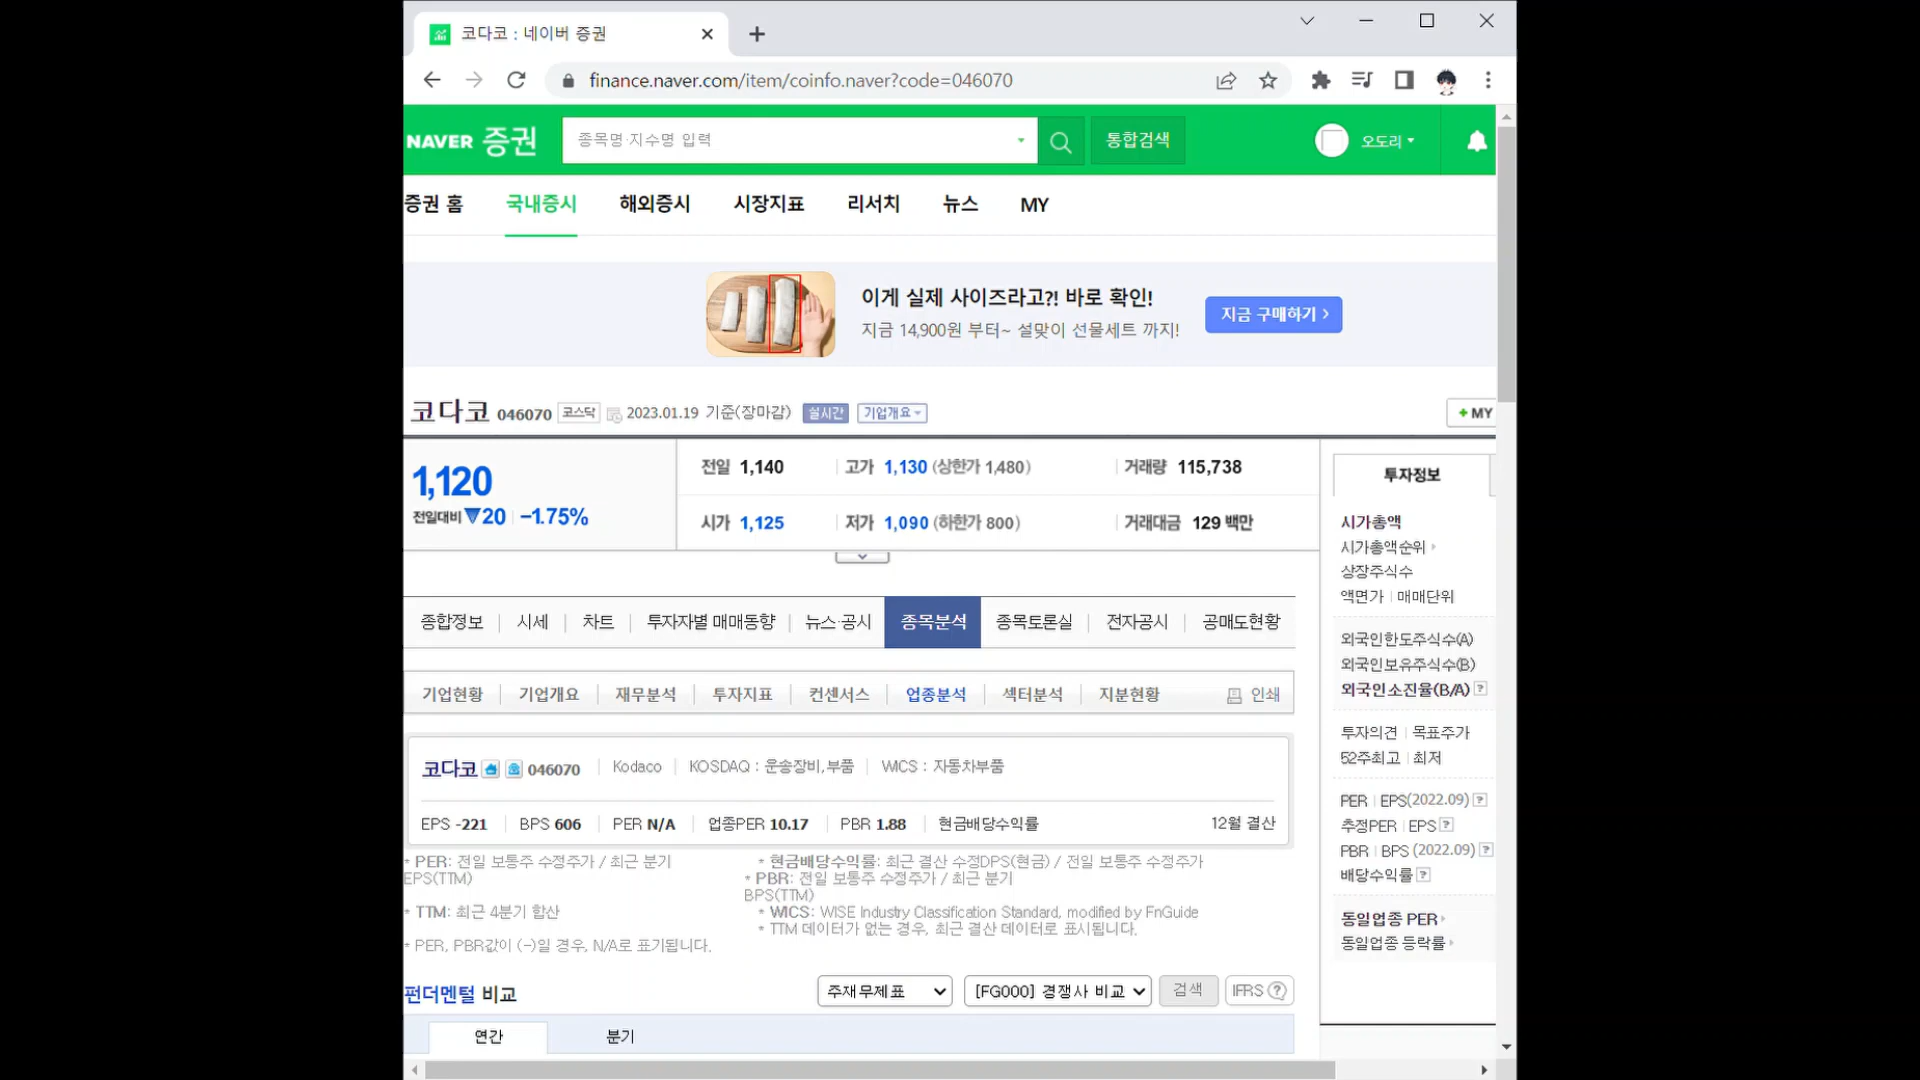 코다코 : 네이버 증권
finance.naver.com/item/coinfo.naver?code=046070
NAVER 증권
종목명·지수명 입력
통합검색
오도리
증권 홈 국내증시 해외증시 시장지표 리서치 뉴스 MY
이게 실제 사이즈라고?! 바로 확인!
지금 14,900원 부터~ 설맞이 선물세트 까지!
지금 구매하기 >
코다코 046070 코스닥 2023.01.19 기준(장마감) 실시간 기업개요
+ MY
1,120
전일대비 ▼20 -1.75%
전일 1,140 고가 1,130 (상한가 1,480) 거래량 115,738
시가 1,125 저가 1,090 (하한가 800) 거래대금 129 백만
종합정보 시세 차트 투자자별 매매동향 뉴스·공시 종목분석 종목토론실 전자공시 공매도현황
기업현황 기업개요 재무분석 투자지표 컨센서스 업종분석 섹터분석 지분현황 인쇄
코다코 046070 Kodaco KOSDAQ : 운송장비,부품 WICS : 자동차부품
EPS -221 BPS 606 PER N/A 업종PER 10.17 PBR 1.88 현금배당수익률 12월 결산
* PER: 전일 보통주 수정주가 / 최근 분기
EPS(TTM)
* TTM: 최근 4분기 합산
* PER, PBR값이 (-)일 경우, N/A로 표기됩니다.
* 현금배당수익률: 최근 결산 수정DPS(현금) / 전일 보통주 수정주가
* PBR: 전일 보통주 수정주가 / 최근 분기
BPS(TTM)
* WICS: WISE Industry Classification Standard, modified by FnGuide
* TTM 데이터가 없는 경우, 최근 결산 데이터로 표시됩니다.
펀더멘털 비교
주재무제표 [FG000] 경쟁사 비교 검색 IFRS ?
연간 분기
투자정보
시가총액
시가총액순위
상장주식수
액면가 | 매매단위
외국인한도주식수(A)
외국인보유주식수(B)
외국인소진율(B/A) ?
투자의견 | 목표주가
52주최고 | 최저
PER | EPS(2022.09) ?
추정PER | EPS ?
PBR | BPS (2022.09) ?
배당수익률 ?
동일업종 PER
동일업종 등락률